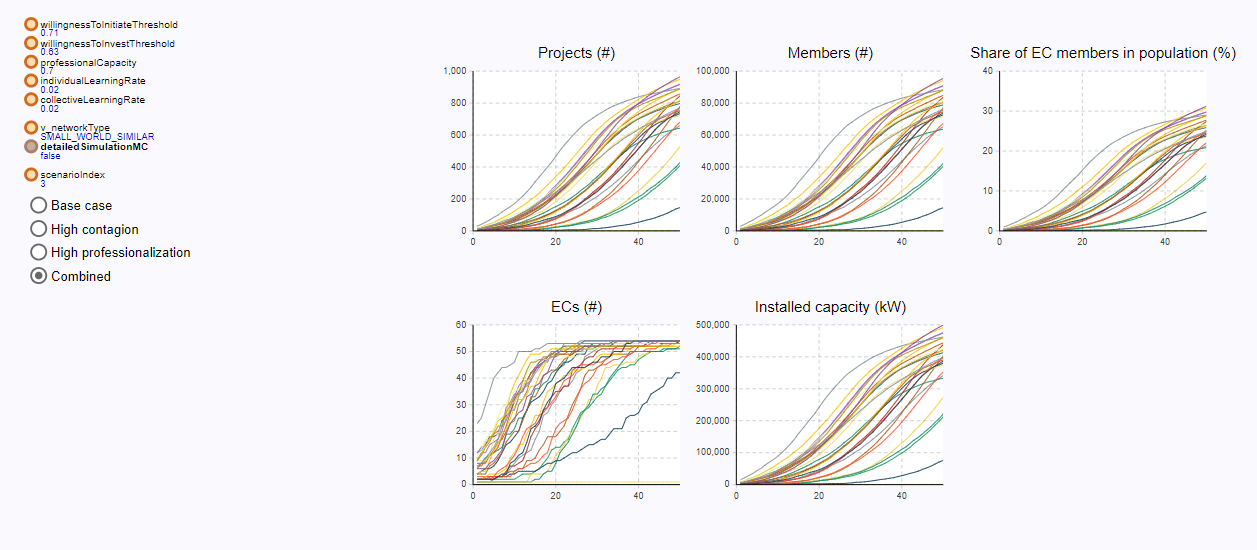 willingnessToInitiateThreshold
0.71
willingnessToInvestThreshold
0.63
professionalCapacity
0.7
individualLearningRate
0.02
collectiveLearningRate
0.02
v_networkType
SMALL_WORLD_SIMILAR
detailedSimulationMC
false
scenarioIndex
3
Base case
High contagion
High professionalization
Combined
Projects (#)
1,000
800
600
400
200
0
0 20 40
Members (#)
100,000
80,000
60,000
40,000
20,000
0
0 20 40
Share of EC members in population (%)
40
30
20
10
0
0 20 40
ECs (#)
60
50
40
30
20
10
0
0 20 40
Installed capacity (kW)
500,000
400,000
300,000
200,000
100,000
0
0 20 40